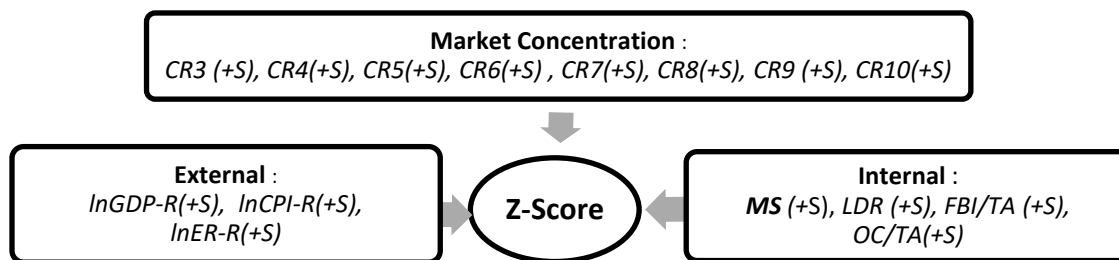 Market Concentration :
CR3 (+S), CR4(+S), CR5(+S), CR6(+S) , CR7(+S), CR8(+S), CR9 (+S), CR10(+S)
External :
lnGDP-R(+S), lnCPI-R(+S),
lnER-R(+S)
Z-Score
Internal :
MS (+S), LDR (+S), FBI/TA (+S),
OC/TA(+S)